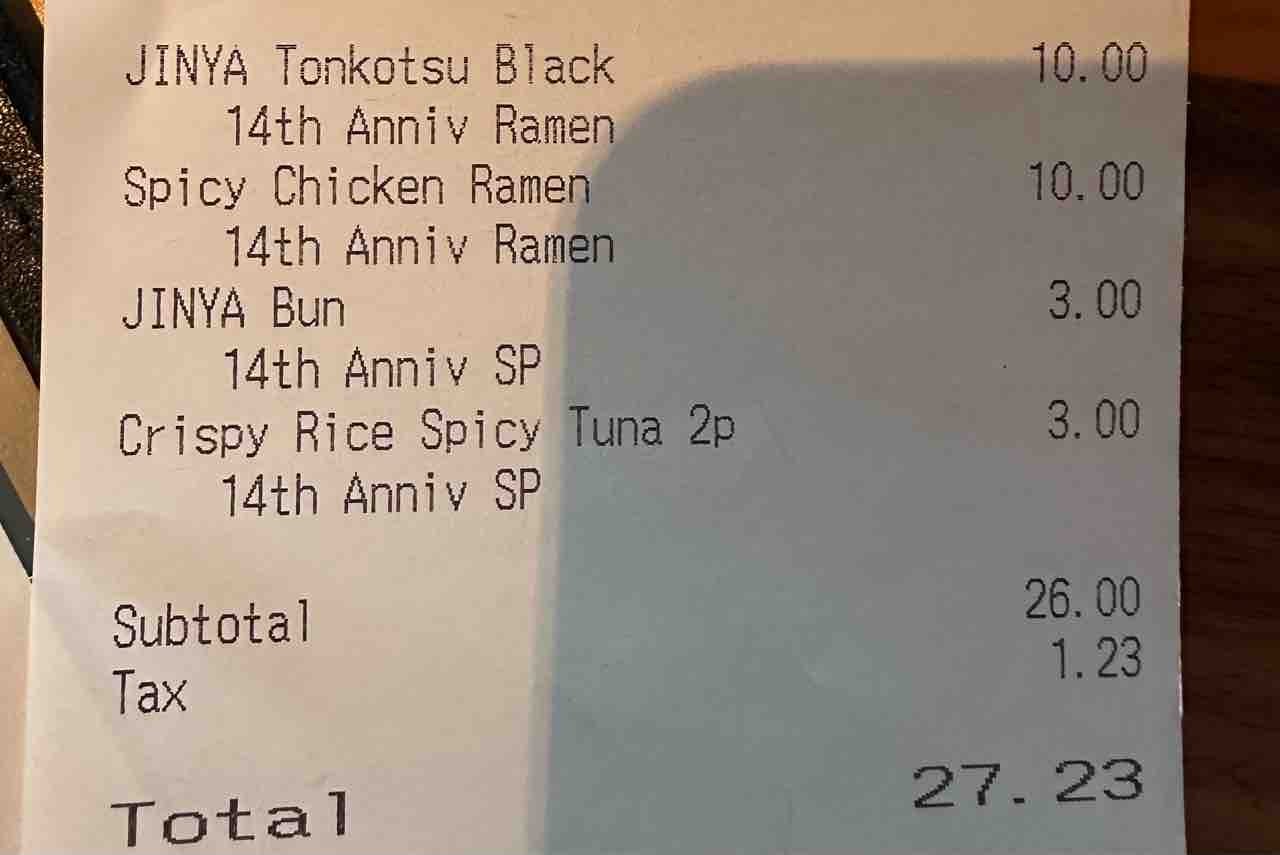 JINYA Tonkotsu Black 10.00
14th Anniv Ramen
Spicy Chicken Ramen 10.00
14th Anniv Ramen
JINYA Bun 3.00
14th Anniv SP
Crispy Rice Spicy Tuna 2p 3.00
14th Anniv SP
Subtotal 26.00
Tax 1.23
Total 27.23